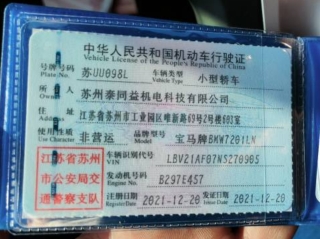 中华人民共和国机动车行驶证
Vehicle License of the People's Republic of China
号牌号码 苏UU098L 车辆类型 小型轿车
Plate No. Vehicle Type
所有人 苏州泰同益机电科技有限公司
Owner
住址 江苏省苏州市工业园区唯新路69号2号楼603室
Address
使用性质 非营运 品牌型号 宝马牌BMW7201LN
Use Character Model
江苏省苏州
市公安局交
通警察支队
车辆识别代号 LBV21AF07NS270905
VIN
发动机号码 B297E457
Engine No.
注册日期 2021-12-20 发证日期 2021-12-20
Register Date Issue Date